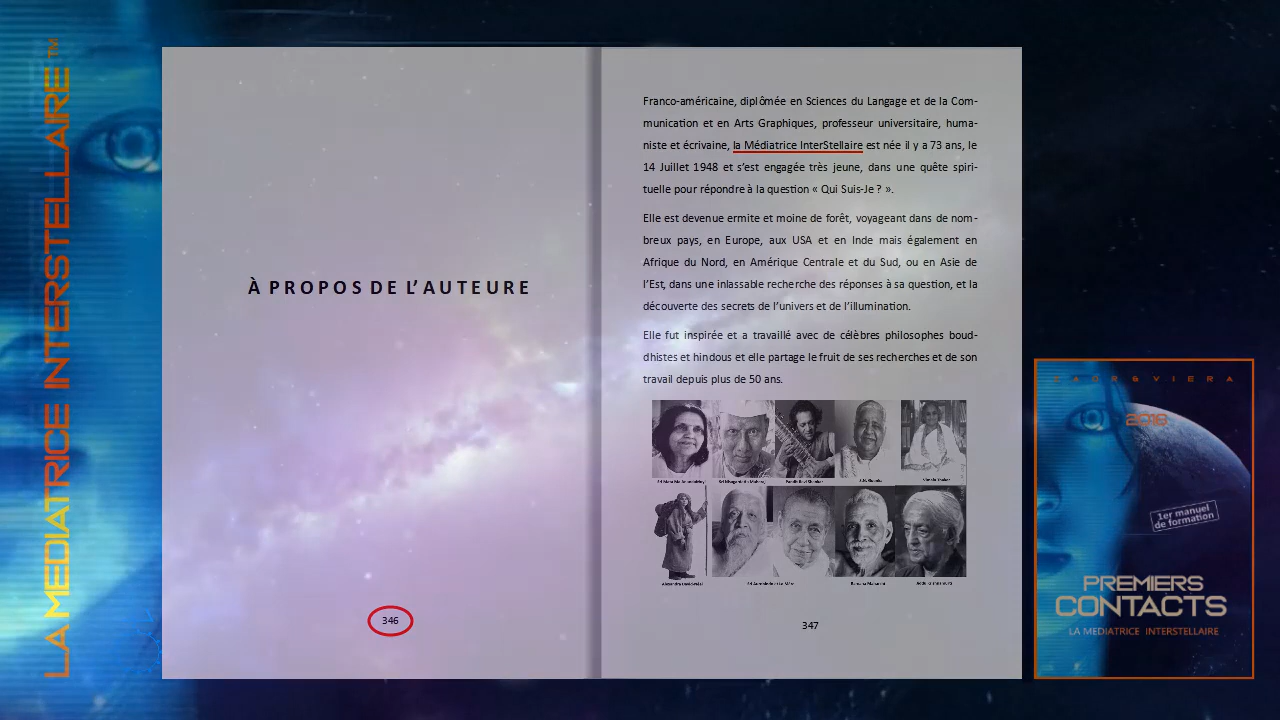 LA MEDIATRICE INTERSTELLAIRE™
À PROPOS DE L'AUTEURE
346
Franco-américaine, diplômée en Sciences du Langage et de la Com-
munication et en Arts Graphiques, professeur universitaire, huma-
niste et écrivaine, la Médiatrice InterStellaire est née il y a 73 ans, le
14 Juillet 1948 et s'est engagée très jeune, dans une quête spiri-
tuelle pour répondre à la question « Qui Suis-Je ? ».
Elle est devenue ermite et moine de forêt, voyageant dans de nom-
breux pays, en Europe, aux USA et en Inde mais également en
Afrique du Nord, en Amérique Centrale et du Sud, ou en Asie de
l'Est, dans une inlassable recherche des réponses à sa question, et la
découverte des secrets de l'univers et de l'illumination.
Elle fut inspirée et a travaillé avec de célèbres philosophes boud-
dhistes et hindous et elle partage le fruit de ses recherches et de son
travail depuis plus de 50 ans.
347
& VIERA
2018
1er manuel
de formation
PREMIERS
CONTACTS
LA MEDIATRICE INTERSTELLAIRE